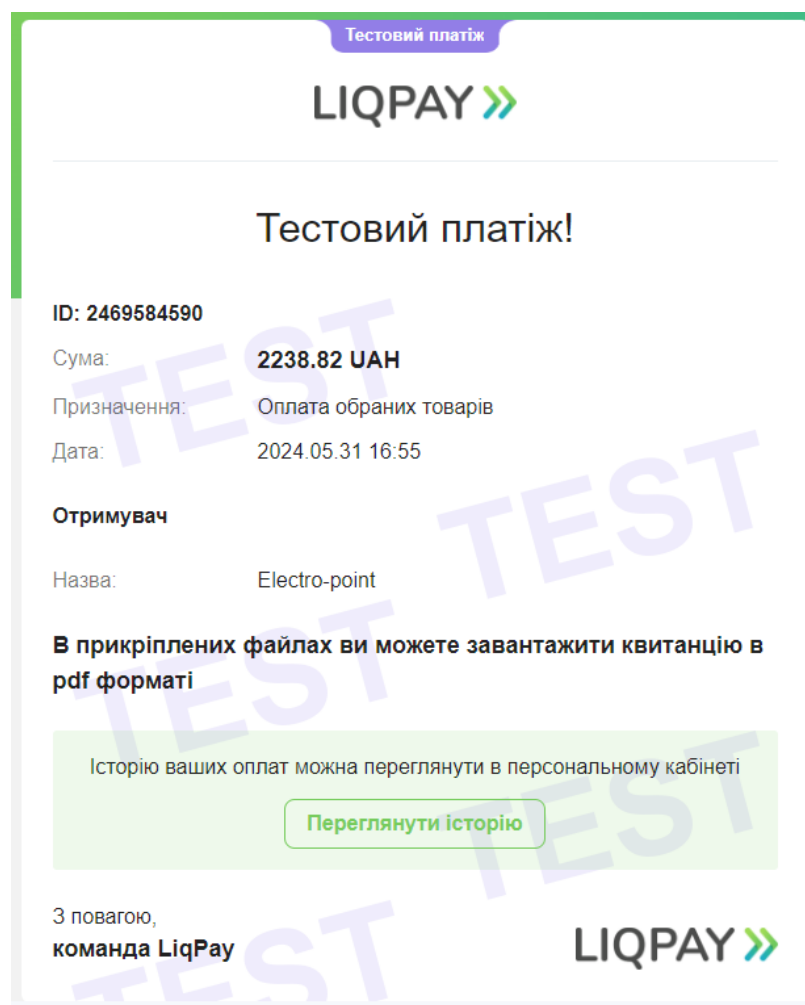 Тестовий платіж
LIQPAY
Тестовий платіж!
ID: 2469584590
Сума: 2238.82 UAH
Призначення: Оплата обраних товарів
Дата: 2024.05.31 16:55
Отримувач
Назва: Electro-point
В прикріплених файлах ви можете завантажити квитанцію в
pdf форматі
Історію ваших оплат можна переглянути в персональному кабінеті
Переглянути історію
З повагою,
команда LiqPay
LIQPAY
TEST
TEST
TEST
TEST
TEST